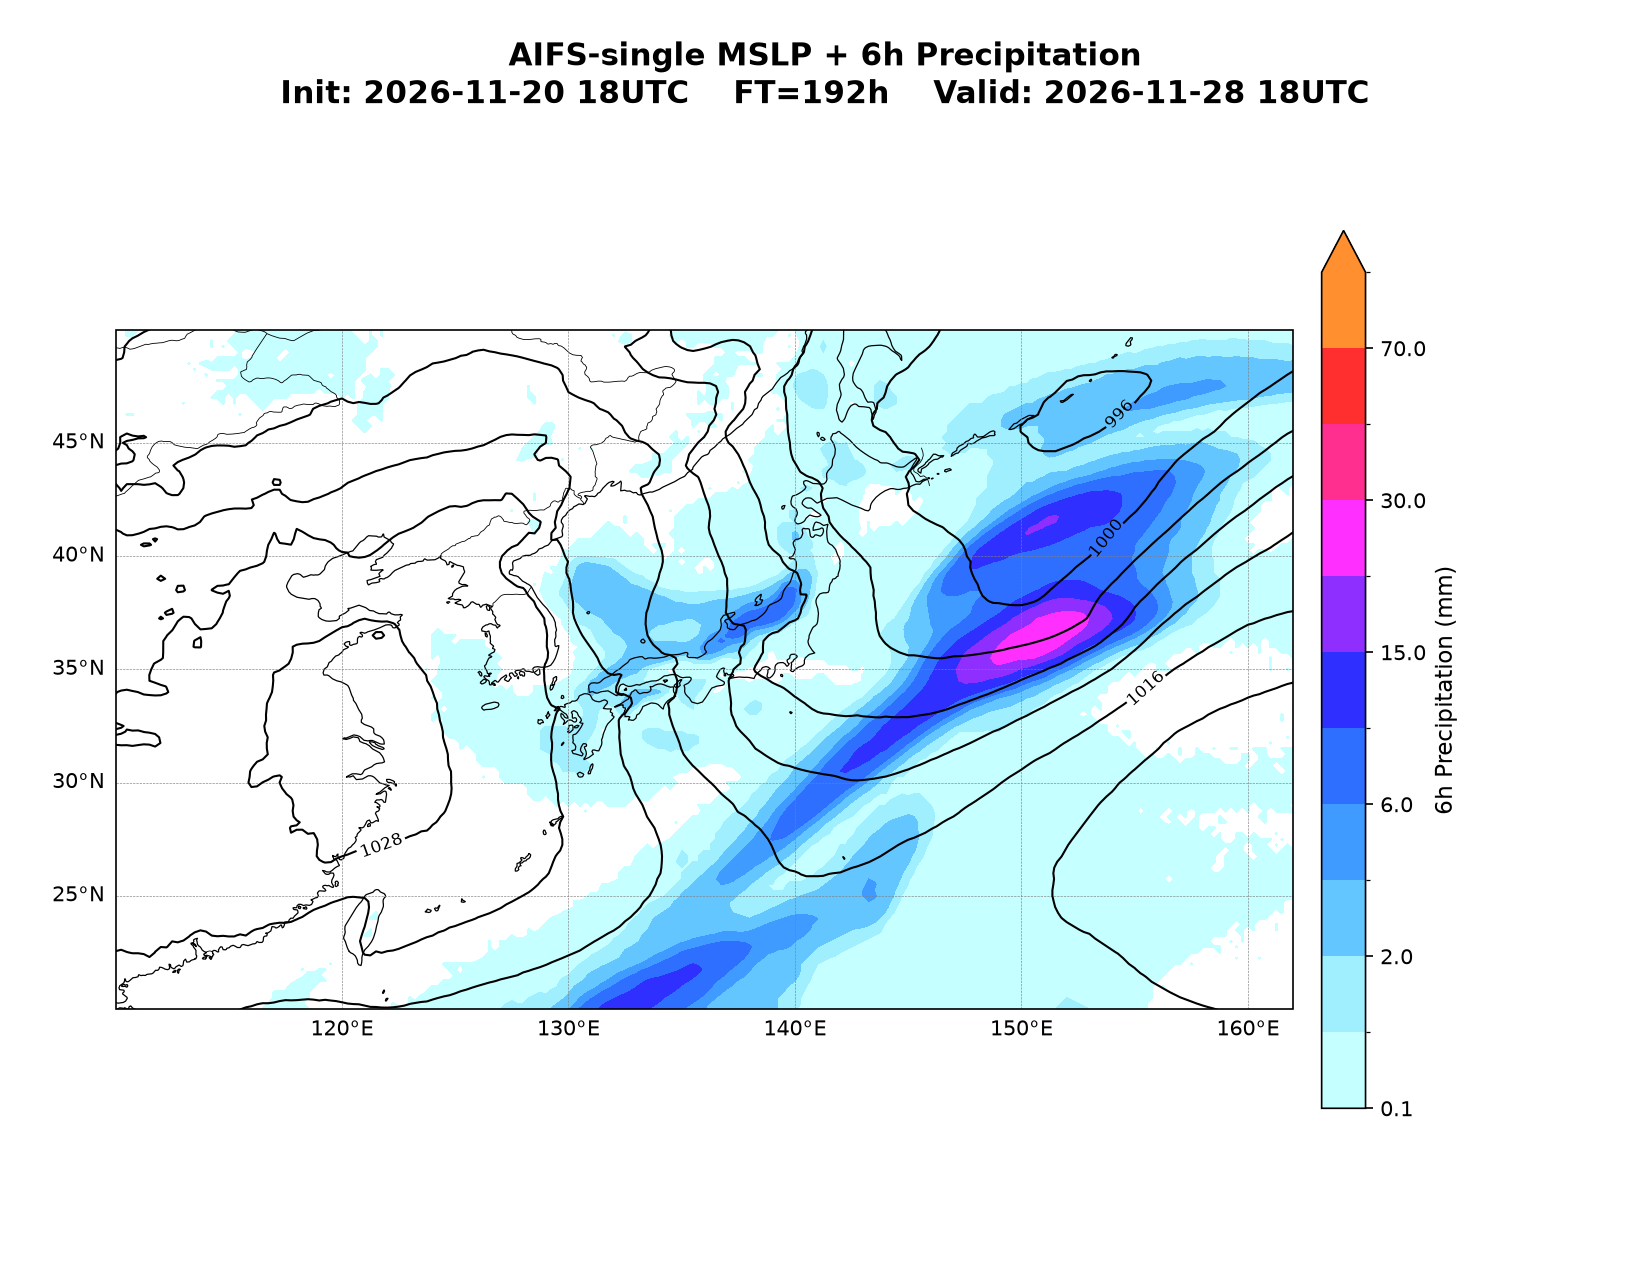 AIFS-single MSLP + 6h Precipitation
Init: 2026-11-20 18UTC    FT=192h    Valid: 2026-11-28 18UTC
70.0
30.0
15.0
6.0
2.0
0.1
6h Precipitation (mm)
45°N
40°N
35°N
30°N
25°N
120°E
130°E
140°E
150°E
160°E
996
1000
1016
1028